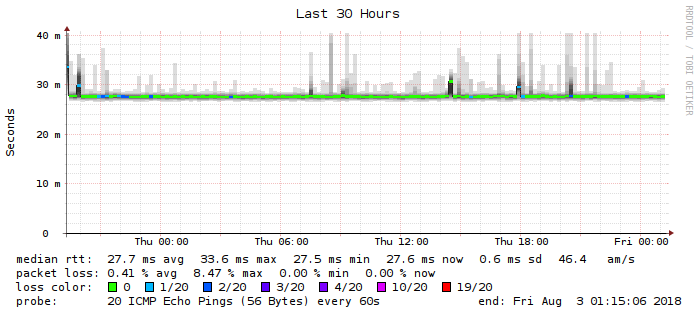 Last 30 Hours
RRDTOOL / TOBI OETIKER
Seconds
40 m
30 m
20 m
10 m
0
Thu 00:00 Thu 06:00 Thu 12:00 Thu 18:00 Fri 00:00
median rtt: 27.7 ms avg 33.6 ms max 27.5 ms min 27.6 ms now 0.6 ms sd 46.4 am/s
packet loss: 0.41 % avg 8.47 % max 0.00 % min 0.00 % now
loss color: 0 1/20 2/20 3/20 4/20 10/20 19/20
probe: 20 ICMP Echo Pings (56 Bytes) every 60s end: Fri Aug 3 01:15:06 2018